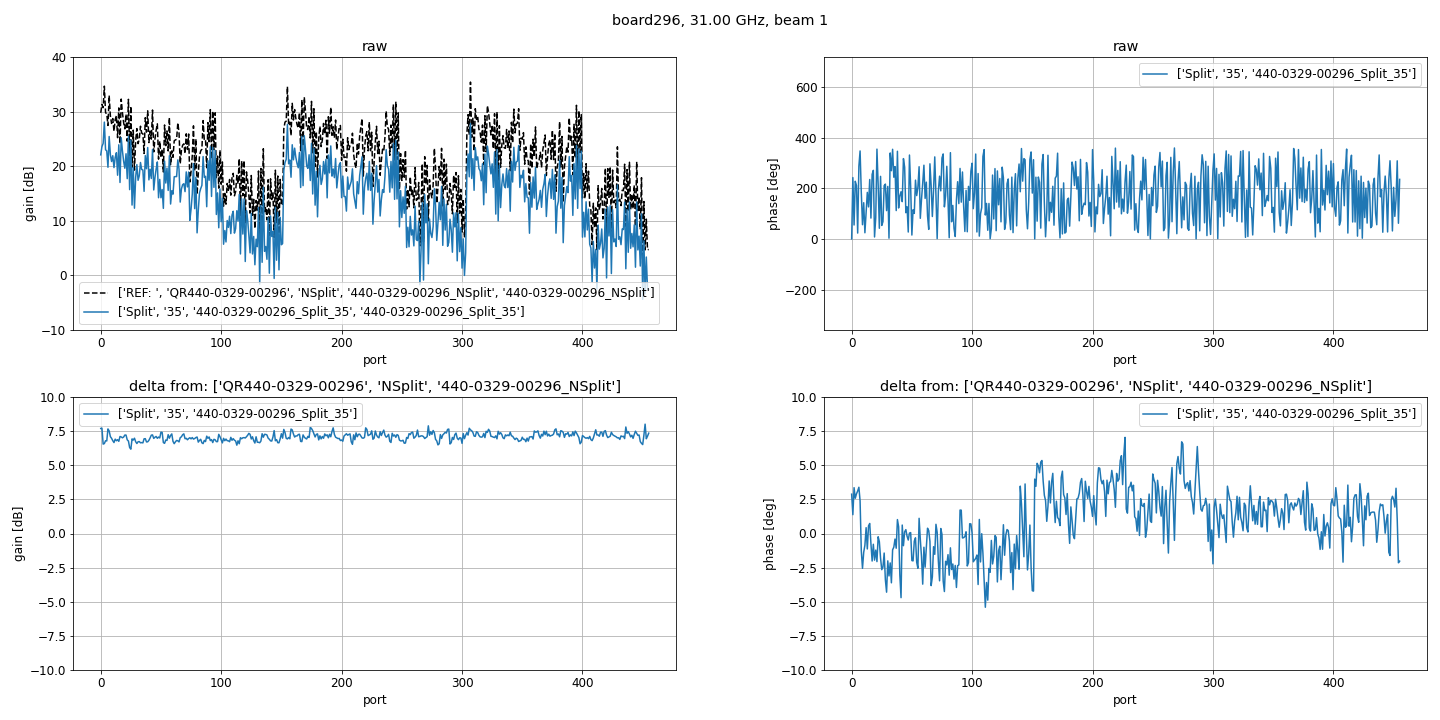 board296, 31.00 GHz, beam 1
raw
40
30
20
10
0
−10
gain [dB]
['REF: ', 'QR440-0329-00296', 'NSplit', '440-0329-00296_NSplit', '440-0329-00296_NSplit']
['Split', '35', '440-0329-00296_Split_35', '440-0329-00296_Split_35']
0 100 200 300 400
port
raw
600
400
200
0
−200
phase [deg]
['Split', '35', '440-0329-00296_Split_35']
0 100 200 300 400
port
delta from: ['QR440-0329-00296', 'NSplit', '440-0329-00296_NSplit']
10.0
7.5
5.0
2.5
0.0
−2.5
−5.0
−7.5
−10.0
gain [dB]
['Split', '35', '440-0329-00296_Split_35']
0 100 200 300 400
port
delta from: ['QR440-0329-00296', 'NSplit', '440-0329-00296_NSplit']
10.0
7.5
5.0
2.5
0.0
−2.5
−5.0
−7.5
−10.0
phase [deg]
['Split', '35', '440-0329-00296_Split_35']
0 100 200 300 400
port